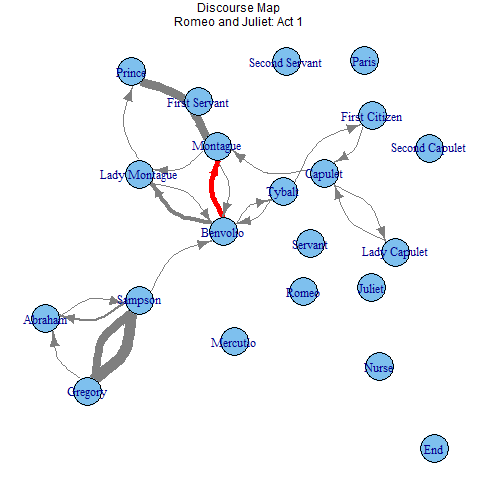 Discourse Map
Romeo and Juliet: Act 1
Second Servant
Paris
Prince
First Servant
First Citizen
Montague
Second Capulet
Lady Montague
Capulet
Tybalt
Benvolio
Servant
Lady Capulet
Romeo
Juliet
Sampson
Abraham
Mercutio
Nurse
Gregory
End